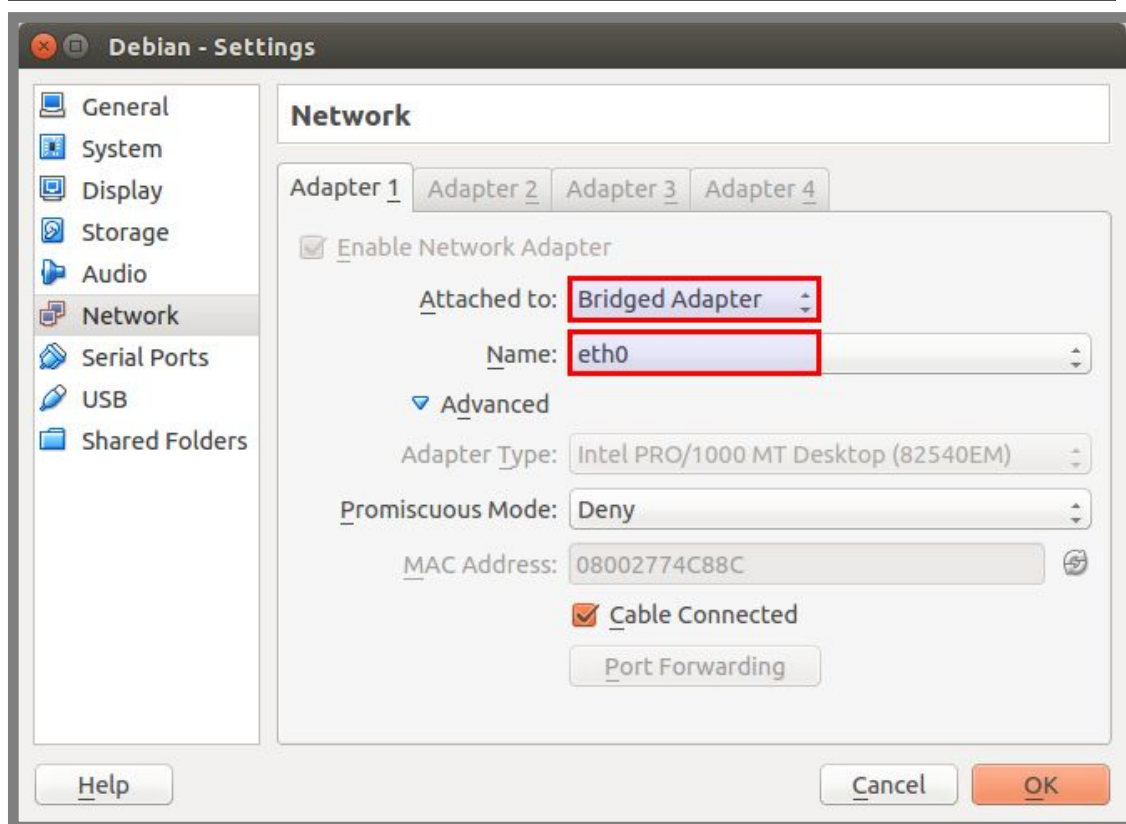 Debian - Settings
General
System
Display
Storage
Audio
Network
Serial Ports
USB
Shared Folders
Network
Adapter 1 Adapter 2 Adapter 3 Adapter 4
Enable Network Adapter
Attached to: Bridged Adapter
Name: eth0
Advanced
Adapter Type: Intel PRO/1000 MT Desktop (82540EM)
Promiscuous Mode: Deny
MAC Address: 08002774C88C
Cable Connected
Port Forwarding
Help Cancel OK